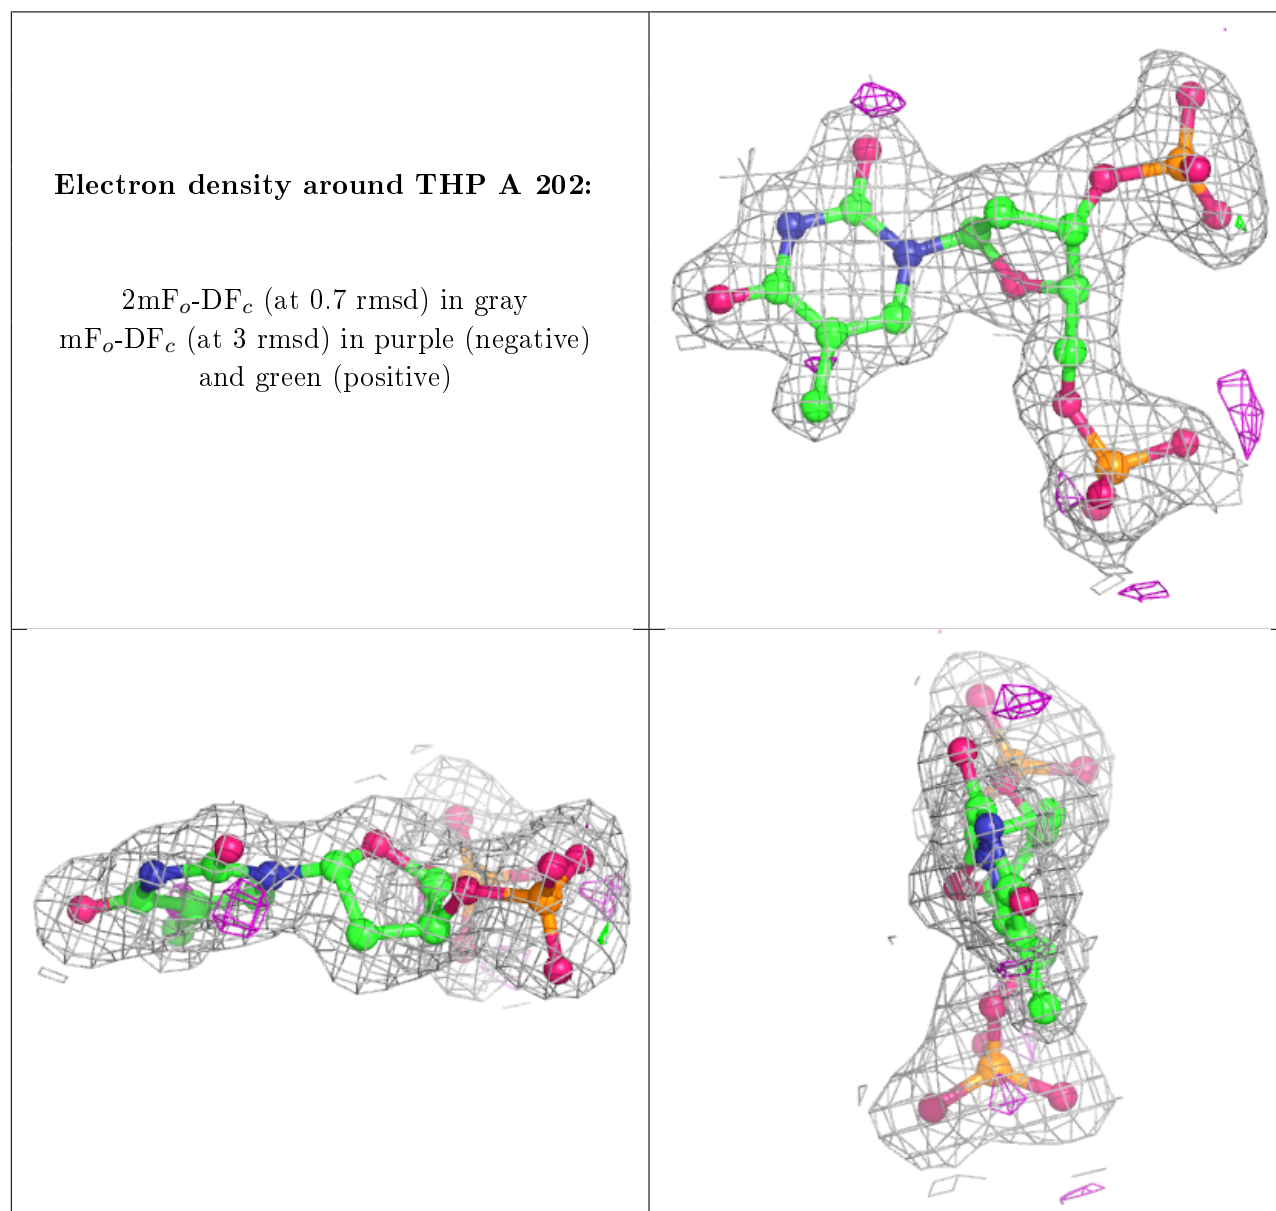 Electron density around THP A 202:
2mFₒ-DF𝒸 (at 0.7 rmsd) in gray
mFₒ-DF𝒸 (at 3 rmsd) in purple (negative)
and green (positive)